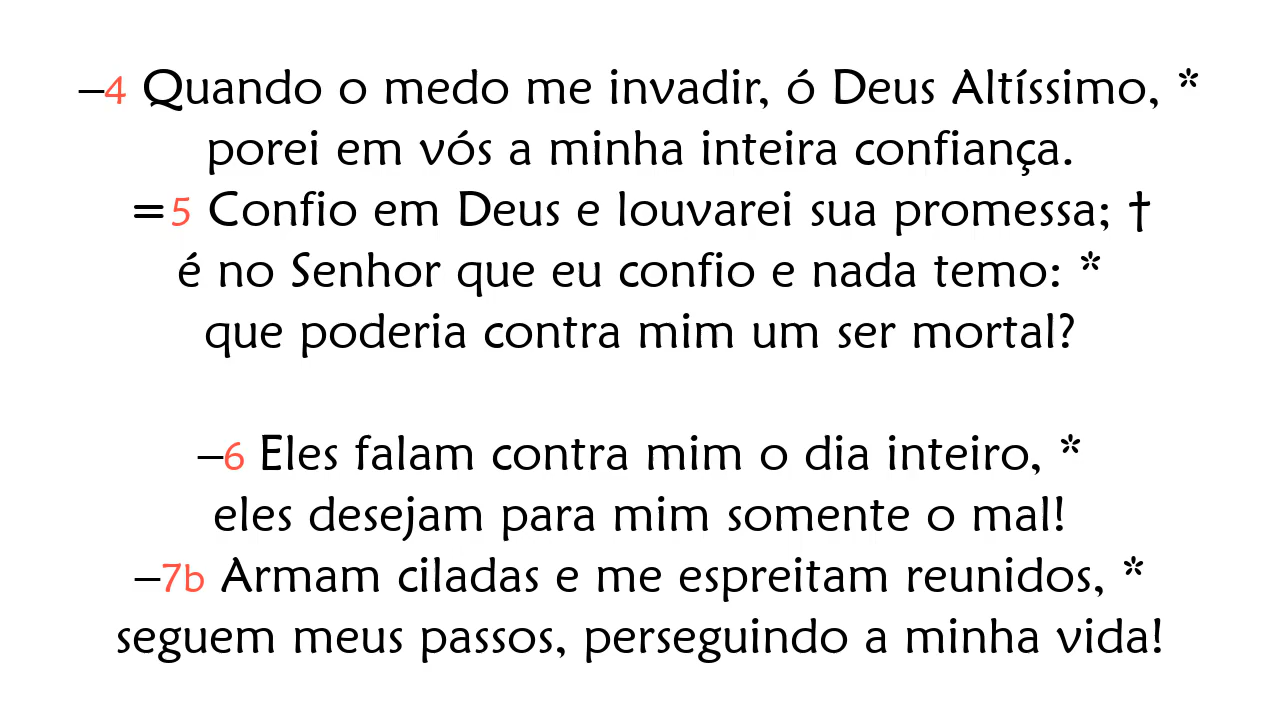 –4 Quando o medo me invadir, ó Deus Altíssimo, *
porei em vós a minha inteira confiança.
=5 Confio em Deus e louvarei sua promessa; †
é no Senhor que eu confio e nada temo: *
que poderia contra mim um ser mortal?
–6 Eles falam contra mim o dia inteiro, *
eles desejam para mim somente o mal!
–7b Armam ciladas e me espreitam reunidos, *
seguem meus passos, perseguindo a minha vida!